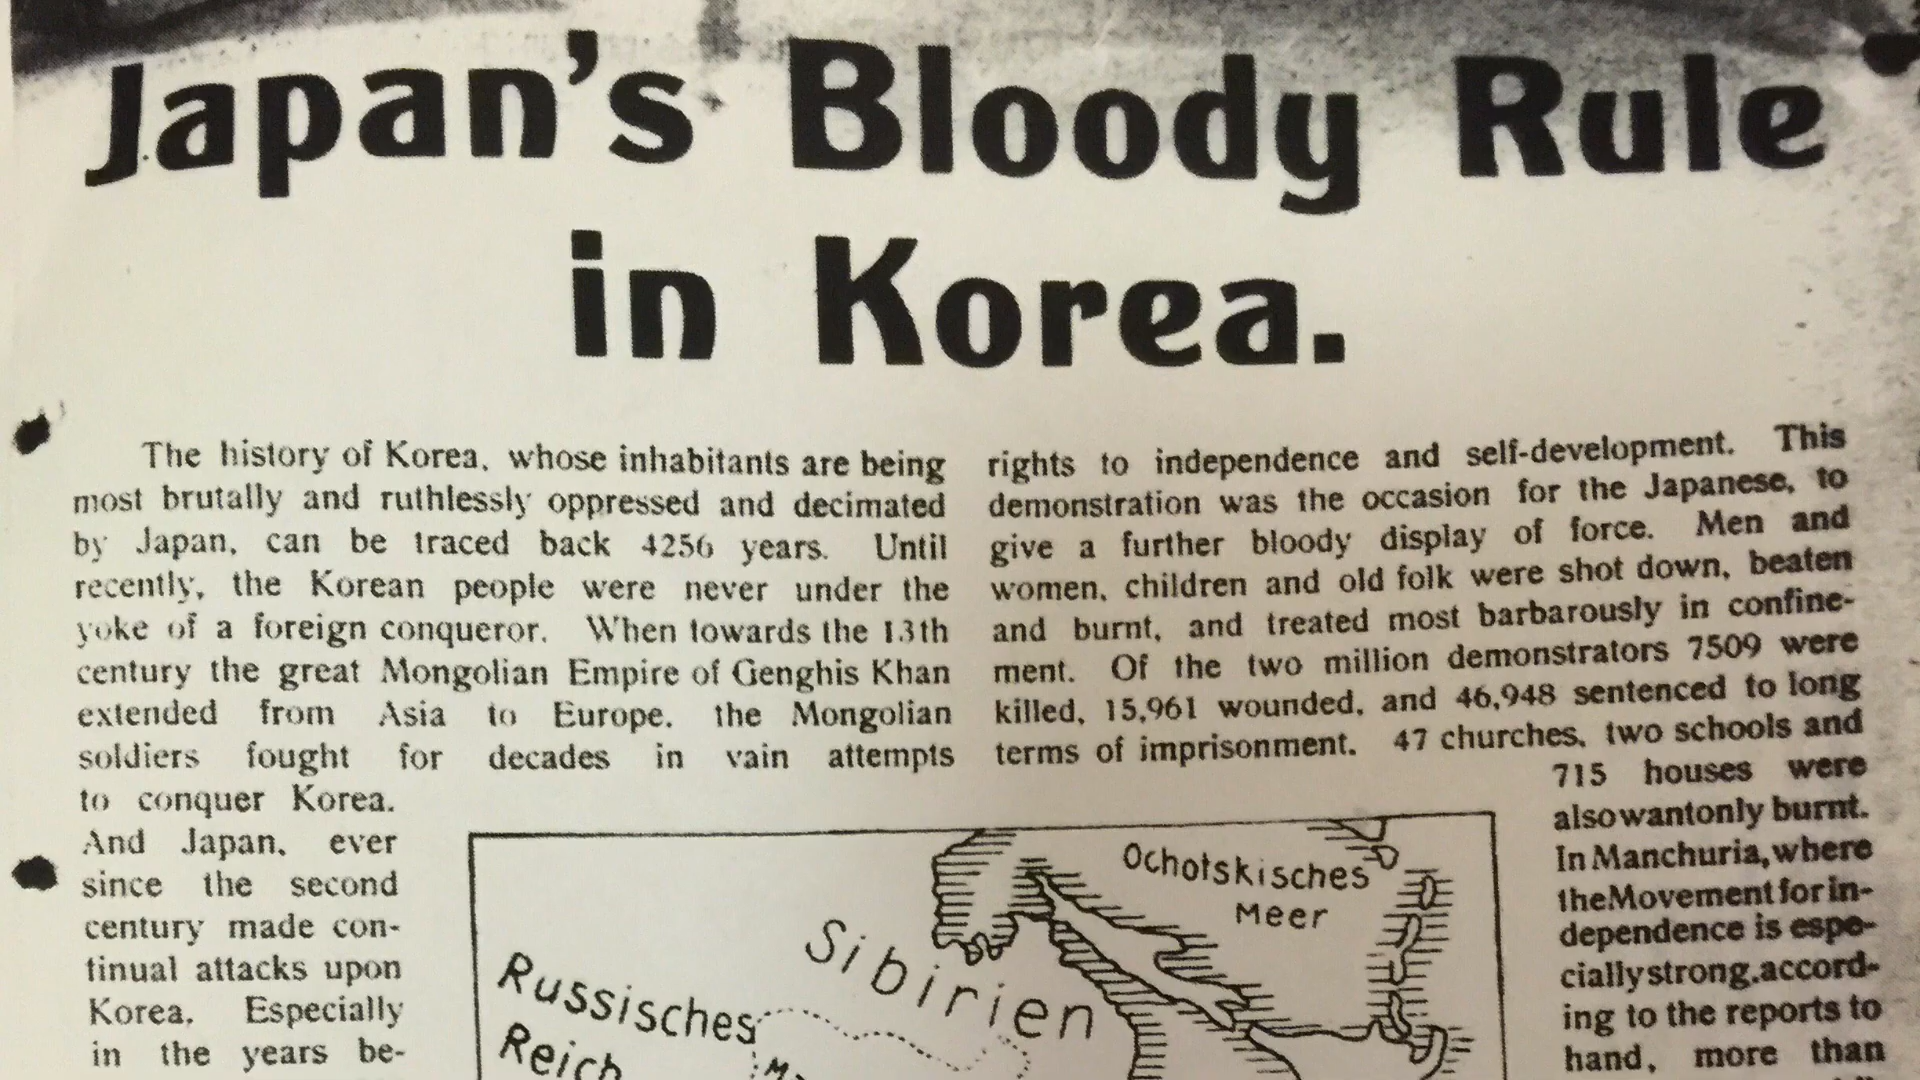 Japan's Bloody Rule
in Korea.
The history of Korea, whose inhabitants are being
most brutally and ruthlessly oppressed and decimated
by Japan, can be traced back 4256 years. Until
recently, the Korean people were never under the
yoke of a foreign conqueror. When towards the 13th
century the great Mongolian Empire of Genghis Khan
extended from Asia to Europe, the Mongolian
soldiers fought for decades in vain attempts
to conquer Korea.
And Japan, ever
since the second
century made con-
tinual attacks upon
Korea. Especially
in the years be-
rights to independence and self-development. This
demonstration was the occasion for the Japanese, to
give a further bloody display of force. Men and
women, children and old folk were shot down, beaten
and burnt, and treated most barbarously in confine-
ment. Of the two million demonstrators 7509 were
killed, 15,961 wounded, and 46,948 sentenced to long
terms of imprisonment. 47 churches, two schools and
715 houses were
also wantonly burnt.
In Manchuria, where
the Movement for in-
dependence is espe-
cially strong, accord-
ing to the reports to
hand, more than
Ochotskisches
Meer
Sibirien
Russisches
Reich